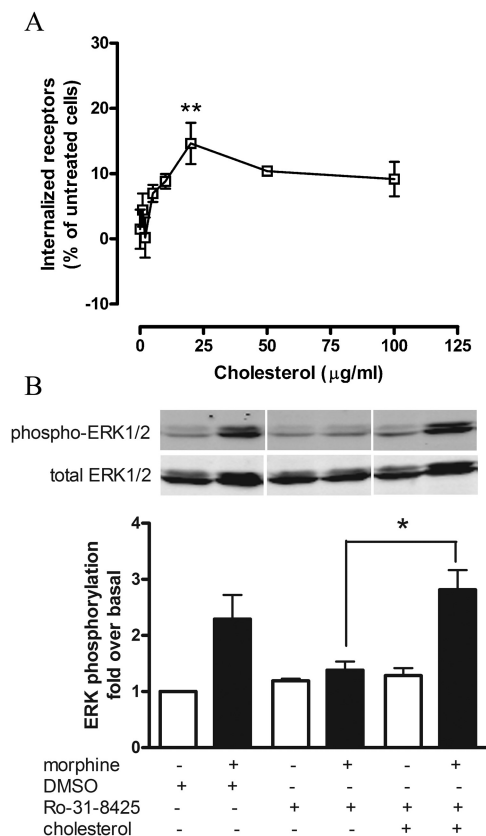 A
Internalized receptors
(% of untreated cells)
30
20
10
0
-10
**
0 25 50 75 100 125
Cholesterol (μg/ml)
B
phospho-ERK1/2
total ERK1/2
ERK phosphorylation
fold over basal
4
3
2
1
0
*
morphine - + - + - +
DMSO + + - - - -
Ro-31-8425 - - + + + +
cholesterol - - - - + +